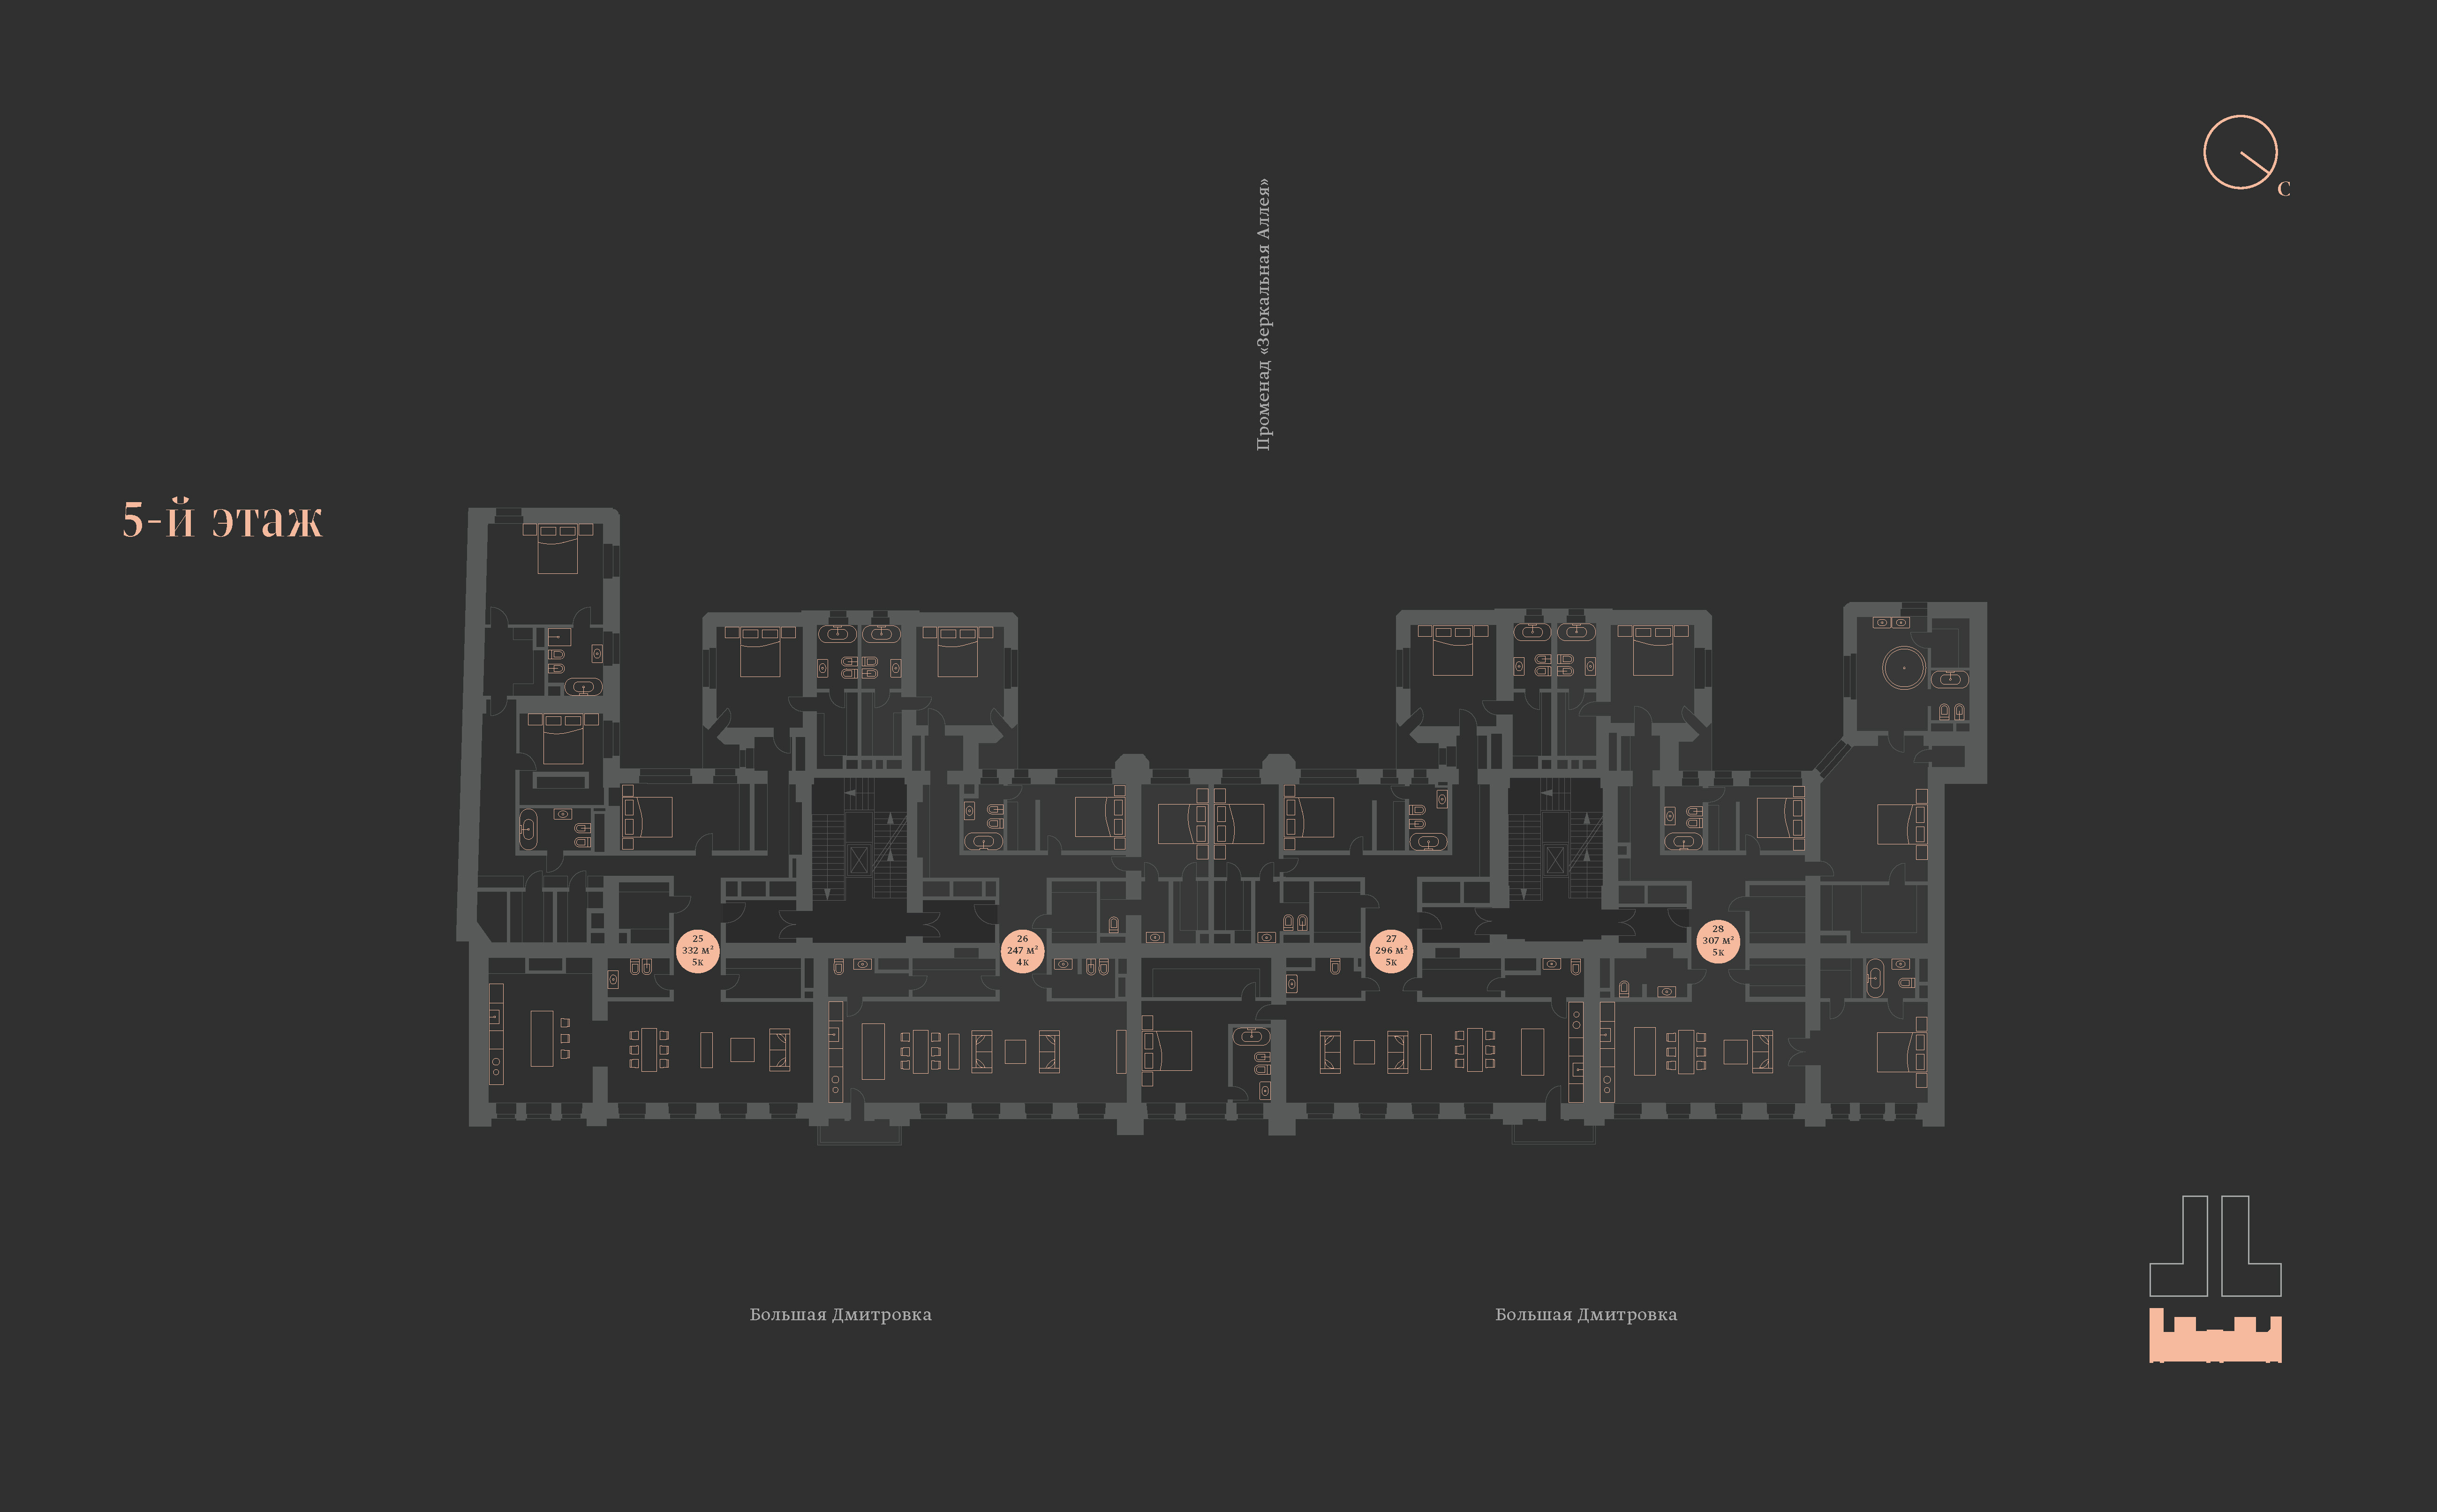 С
Променад «Зеркальная Аллея»
5-й этаж
25
332 м²
5к
26
247 м²
4к
27
296 м²
5к
28
307 м²
5к
Большая Дмитровка
Большая Дмитровка